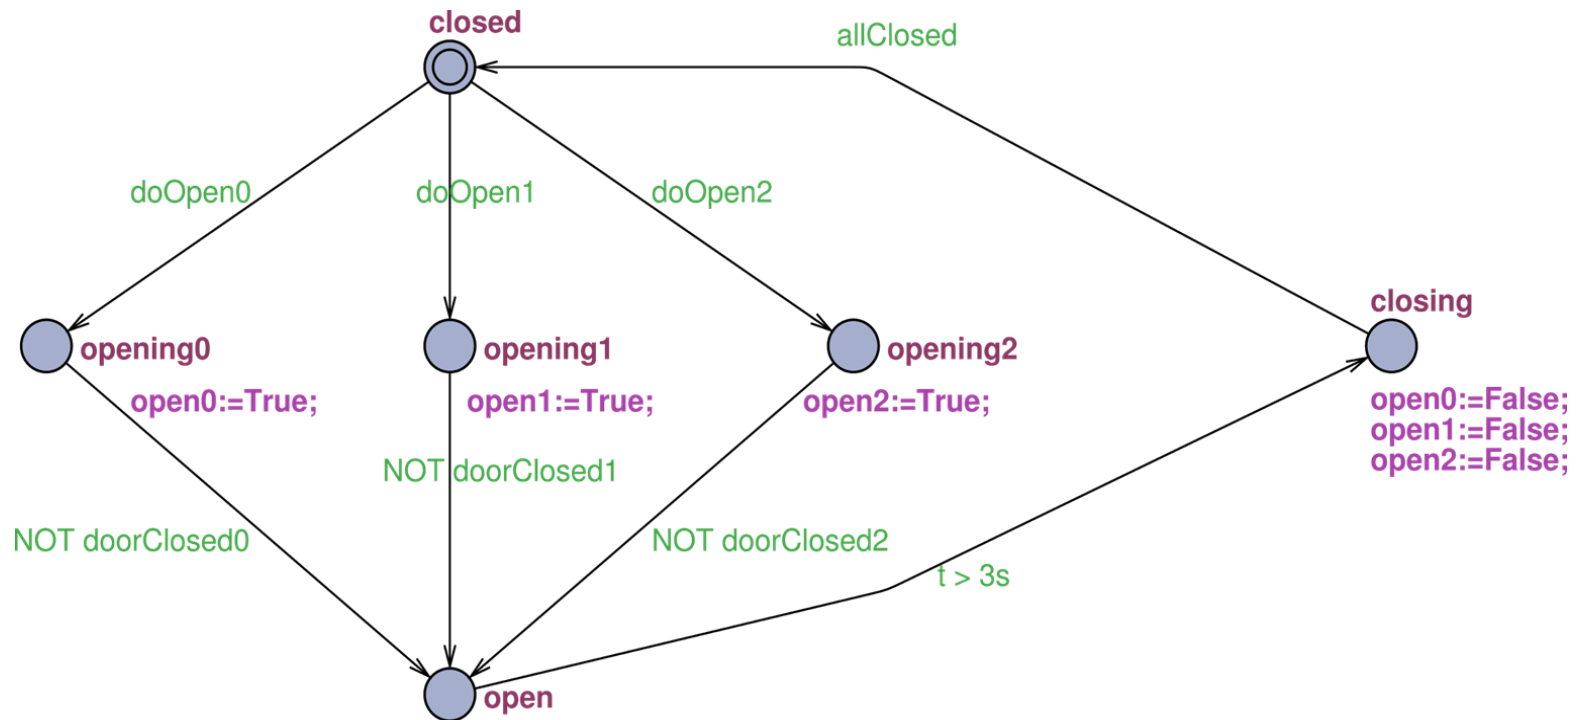 closed
allClosed
doOpen0
doOpen1
doOpen2
closing
opening0
opening1
opening2
open0:=True;
open1:=True;
open2:=True;
open0:=False;
open1:=False;
open2:=False;
NOT doorClosed1
NOT doorClosed0
NOT doorClosed2
t > 3s
open